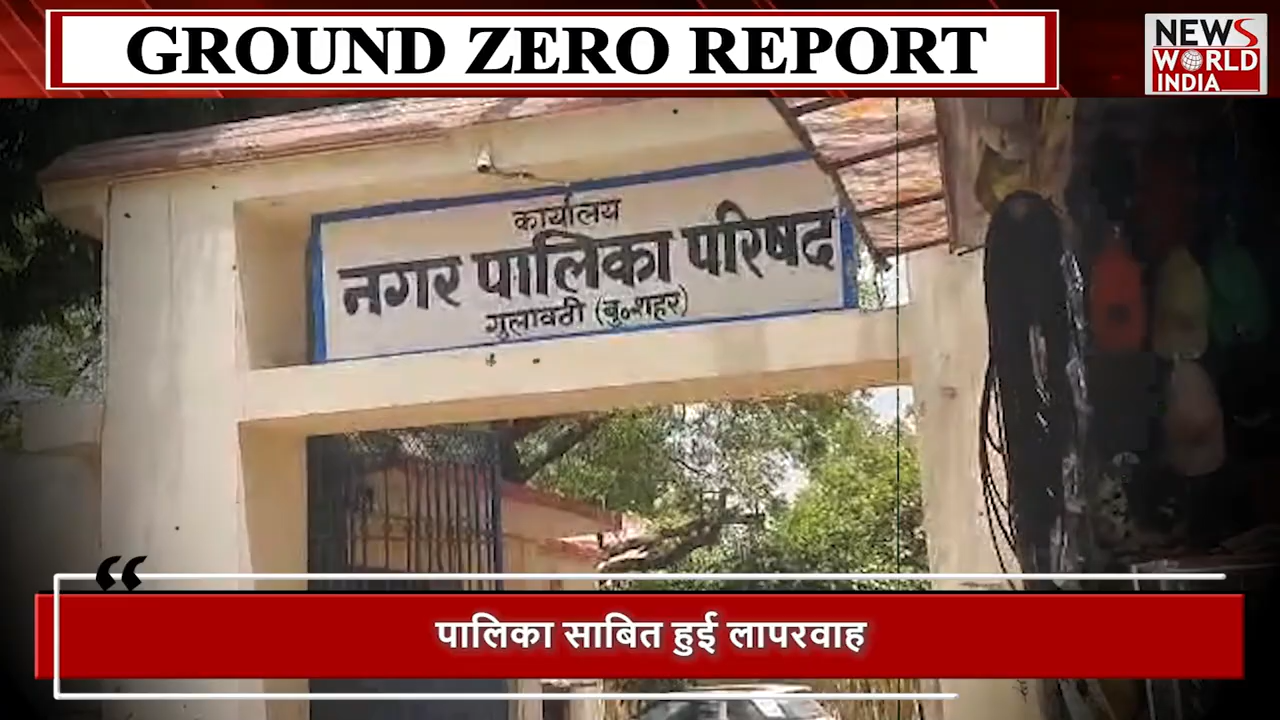 GROUND ZERO REPORT
NEWS
WORLD
INDIA
कार्यालय
नगर पालिका परिषद
गुलावठी (बु०शहर)
“
पालिका साबित हुई लापरवाह